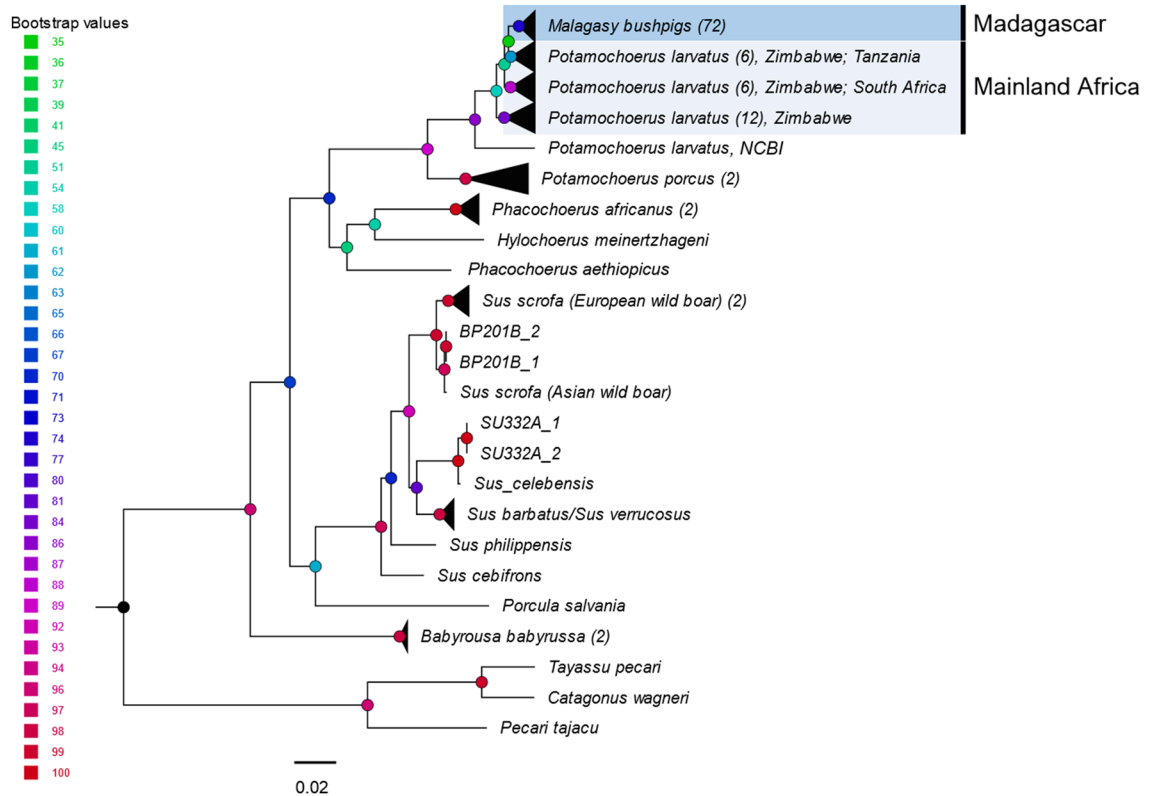 Bootstrap values
35
36
37
39
41
45
51
54
58
60
61
62
63
65
66
67
70
71
73
74
77
80
81
84
86
87
88
89
92
93
94
96
97
98
99
100
Malagasy bushpigs (72)
Madagascar
Potamochoerus larvatus (6), Zimbabwe; Tanzania
Potamochoerus larvatus (6), Zimbabwe; South Africa
Mainland Africa
Potamochoerus larvatus (12), Zimbabwe
Potamochoerus larvatus, NCBI
Potamochoerus porcus (2)
Phacochoerus africanus (2)
Hylochoerus meinertzhageni
Phacochoerus aethiopicus
Sus scrofa (European wild boar) (2)
BP201B_2
BP201B_1
Sus scrofa (Asian wild boar)
SU332A_1
SU332A_2
Sus_celebensis
Sus barbatus/Sus verrucosus
Sus philippensis
Sus cebifrons
Porcula salvania
Babyrousa babyrussa (2)
Tayassu pecari
Catagonus wagneri
Pecari tajacu
0.02